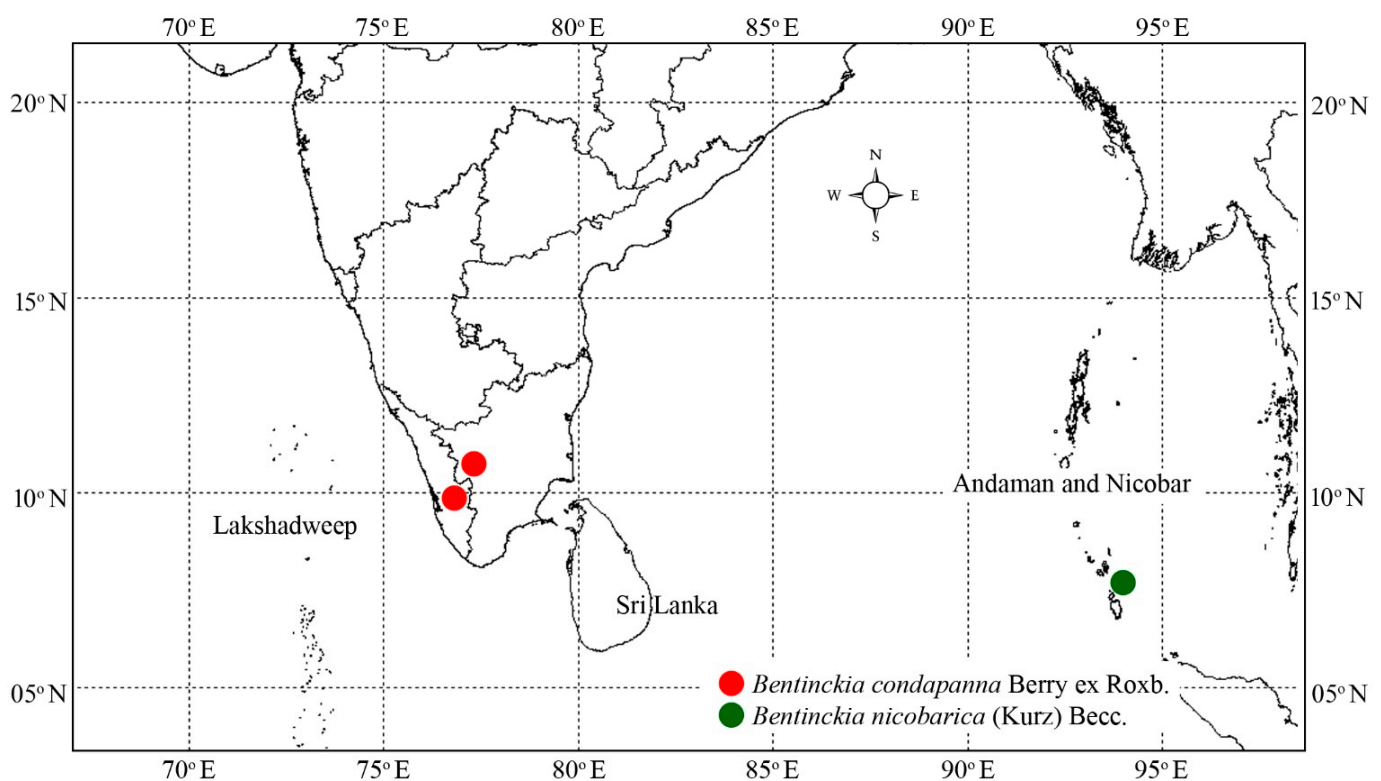 70° E 75° E 80° E 85° E 90° E 95° E
20° N 20° N
N
W E
S
15° N 15° N
Andaman and Nicobar
10° N 10° N
Lakshadweep
Sri Lanka
Bentinckia condapanna Berry ex Roxb.
05° N 05° N
Bentinckia nicobarica (Kurz) Becc.
70° E 75° E 80° E 85° E 90° E 95° E